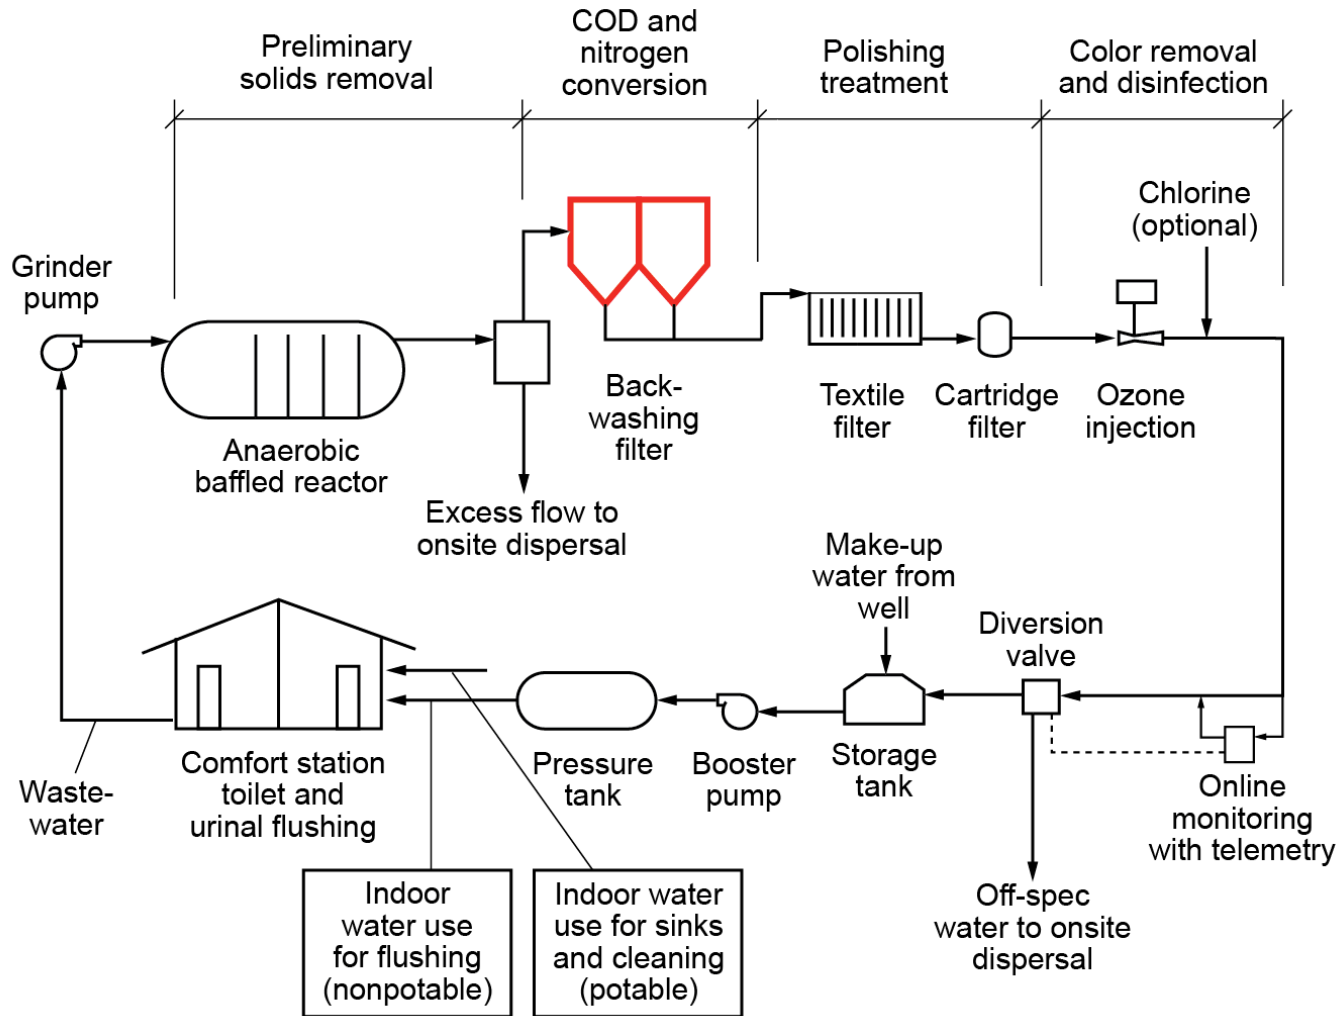 Preliminary
solids removal
COD and
nitrogen
conversion
Polishing
treatment
Color removal
and disinfection
Chlorine
(optional)
Grinder
pump
Anaerobic
baffled reactor
Back-
washing
filter
Textile
filter
Cartridge
filter
Ozone
injection
Excess flow to
onsite dispersal
Make-up
water from
well
Diversion
valve
Waste-
water
Comfort station
toilet and
urinal flushing
Pressure
tank
Booster
pump
Storage
tank
Online
monitoring
with telemetry
Indoor
water use
for flushing
(nonpotable)
Indoor water
use for sinks
and cleaning
(potable)
Off-spec
water to onsite
dispersal